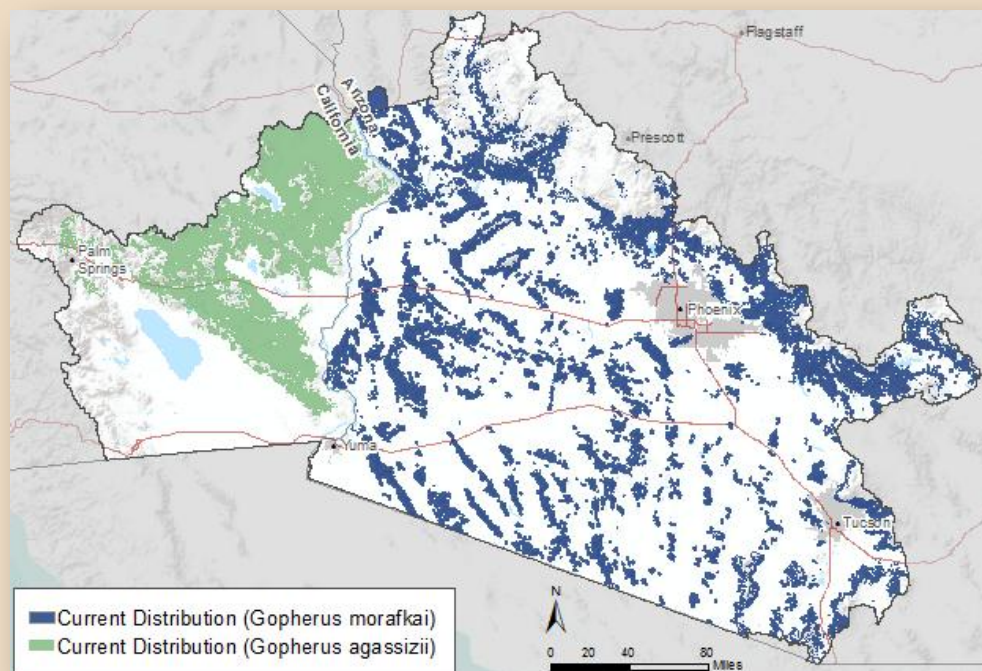 Flagstaff
Arizona
California
Prescott
Palm
Springs
Phoenix
Yuma
Tucson
Current Distribution (Gopherus morafkai)
Current Distribution (Gopherus agassizii)
N
0 20 40 80
Miles